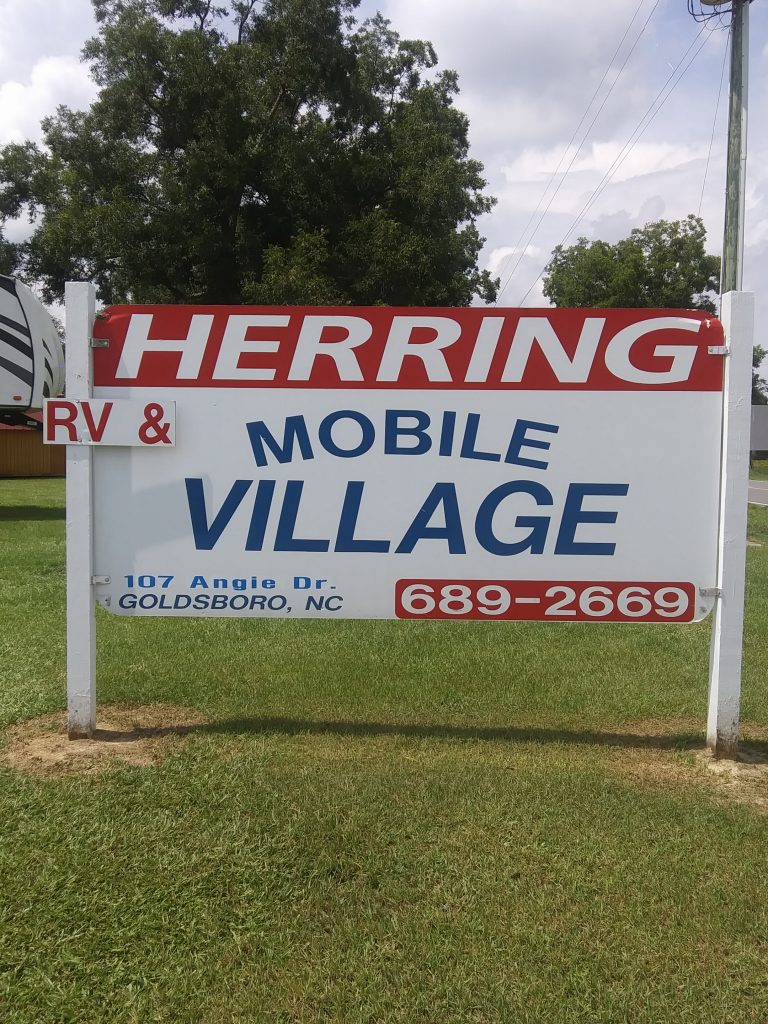 HERRING
RV & MOBILE
VILLAGE
107 Angie Dr.
GOLDSBORO, NC
689-2669